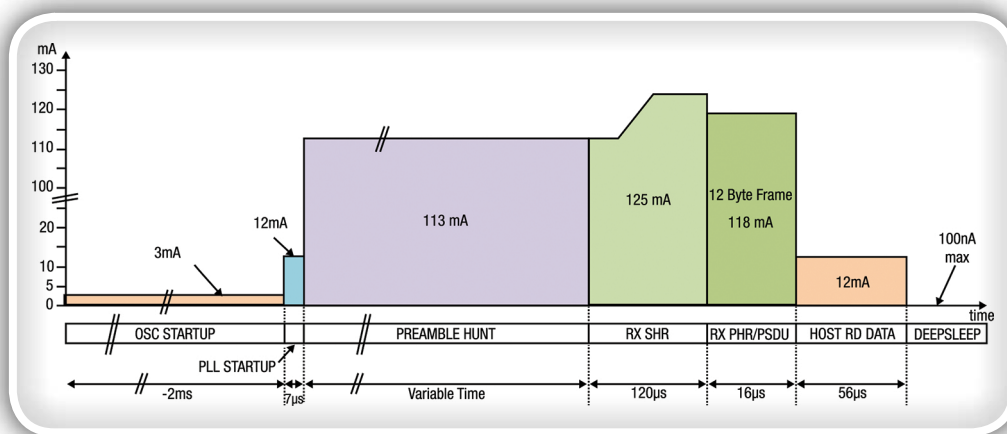 mA
130
120
110
100
20
10
5
0
3mA
12mA
113 mA
125 mA
12 Byte Frame
118 mA
12mA
100nA
max
time
OSC STARTUP
PREAMBLE HUNT
RX SHR
RX PHR/PSDU
HOST RD DATA
DEEPSLEEP
PLL STARTUP
-2ms
7µs
Variable Time
120µs
16µs
56µs